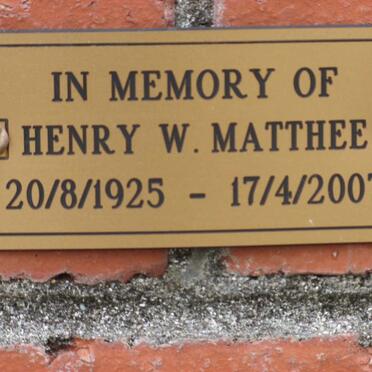 IN MEMORY OF
HENRY W. MATTHEE
20/8/1925 - 17/4/2007